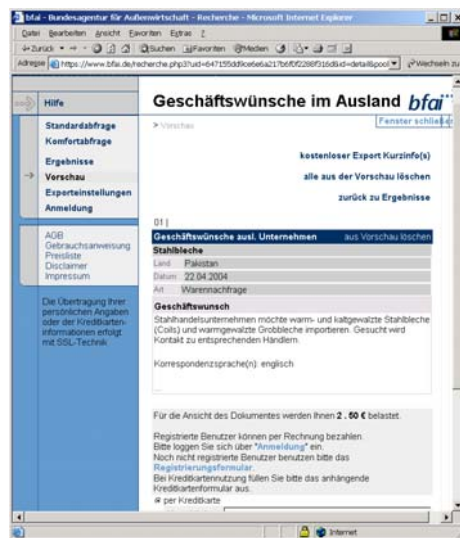 bfai - Bundesagentur für Außenwirtschaft - Recherche - Microsoft Internet Explorer
Datei Bearbeiten Ansicht Favoriten Extras ?
Zurück Suchen Favoriten Medien
Adresse https://www.bfai.de/recherche.php3? Wechseln zu
Hilfe
Standardabfrage
Komfortabfrage
Ergebnisse
Vorschau
Exporteinstellungen
Anmeldung
AGB
Gebrauchsanweisung
Preisliste
Disclaimer
Impressum
Die Übertragung Ihrer
persönlichen Angaben
oder der Kreditkarten-
informationen erfolgt
mit SSL-Technik
Geschäftswünsche im Ausland bfai
> Vorschau
Fenster schließen
kostenloser Export Kurzinfo(s)
alle aus der Vorschau löschen
zurück zu Ergebnisse
01 |
Geschäftswünsche ausl. Unternehmen aus Vorschau löschen
Stahlbleche
Land Pakistan
Datum 22.04.2004
Art Warennachfrage
Geschäftswunsch
Stahlhandelsunternehmen möchte warm- und kaltgewalzte Stahlbleche
(Coils) und warmgewalzte Grobbleche importieren. Gesucht wird
Kontakt zu entsprechenden Händlern.
Korrespondenzsprache(n): englisch
...
Für die Ansicht des Dokumentes werden Ihnen 2.50 € belastet.
Registrierte Benutzer können per Rechnung bezahlen.
Bitte loggen Sie sich über "Anmeldung" ein.
Noch nicht registrierte Benutzer benutzen bitte das
Registrierungsformular.
Bei Kreditkartennutzung füllen Sie bitte das anhängende
Kreditkartenformular aus.
per Kreditkarte
Internet